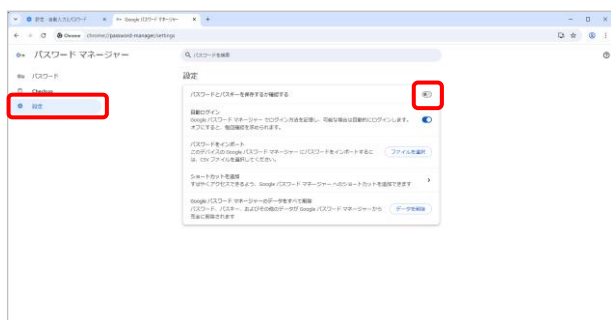 設定 - 自動入力とパスワード
Google パスワード マネージャー
Chrome chrome://password-manager/settings
パスワード マネージャー
パスワードを検索
パスワード
Checkup
設定
設定
パスワードとパスキーを保存するか確認する
自動ログイン
Google パスワード マネージャー でログイン方法を記憶し、可能な場合は自動的にログインします。
オフにすると、毎回確認を求められます。
パスワードをインポート
このデバイスの Google パスワード マネージャー にパスワードをインポートするに
は、CSV ファイルを選択してください。
ファイルを選択
ショートカットを追加
すばやくアクセスできるよう、Google パスワード マネージャー へのショートカットを追加できます
Google パスワード マネージャーのデータをすべて削除
パスワード、パスキー、およびその他のデータが Google パスワード マネージャーから
完全に削除されます
データを削除